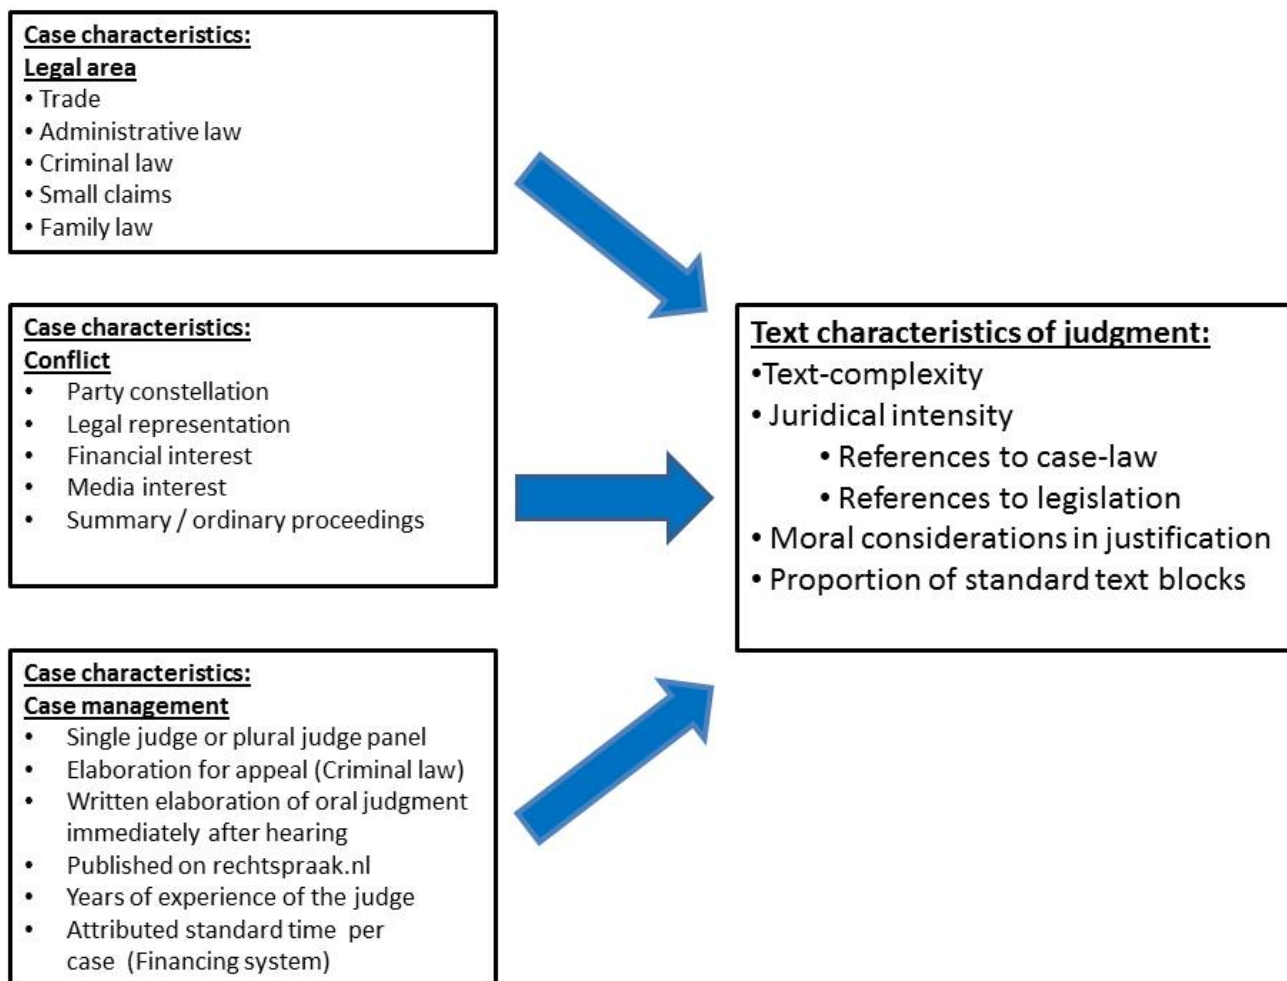 Case characteristics:
Legal area
• Trade
• Administrative law
• Criminal law
• Small claims
• Family law
Case characteristics:
Conflict
• Party constellation
• Legal representation
• Financial interest
• Media interest
• Summary / ordinary proceedings
Case characteristics:
Case management
• Single judge or plural judge panel
• Elaboration for appeal (Criminal law)
• Written elaboration of oral judgment
immediately after hearing
• Published on rechtspraak.nl
• Years of experience of the judge
• Attributed standard time per
case (Financing system)
Text characteristics of judgment:
•Text-complexity
• Juridical intensity
• References to case-law
• References to legislation
• Moral considerations in justification
• Proportion of standard text blocks